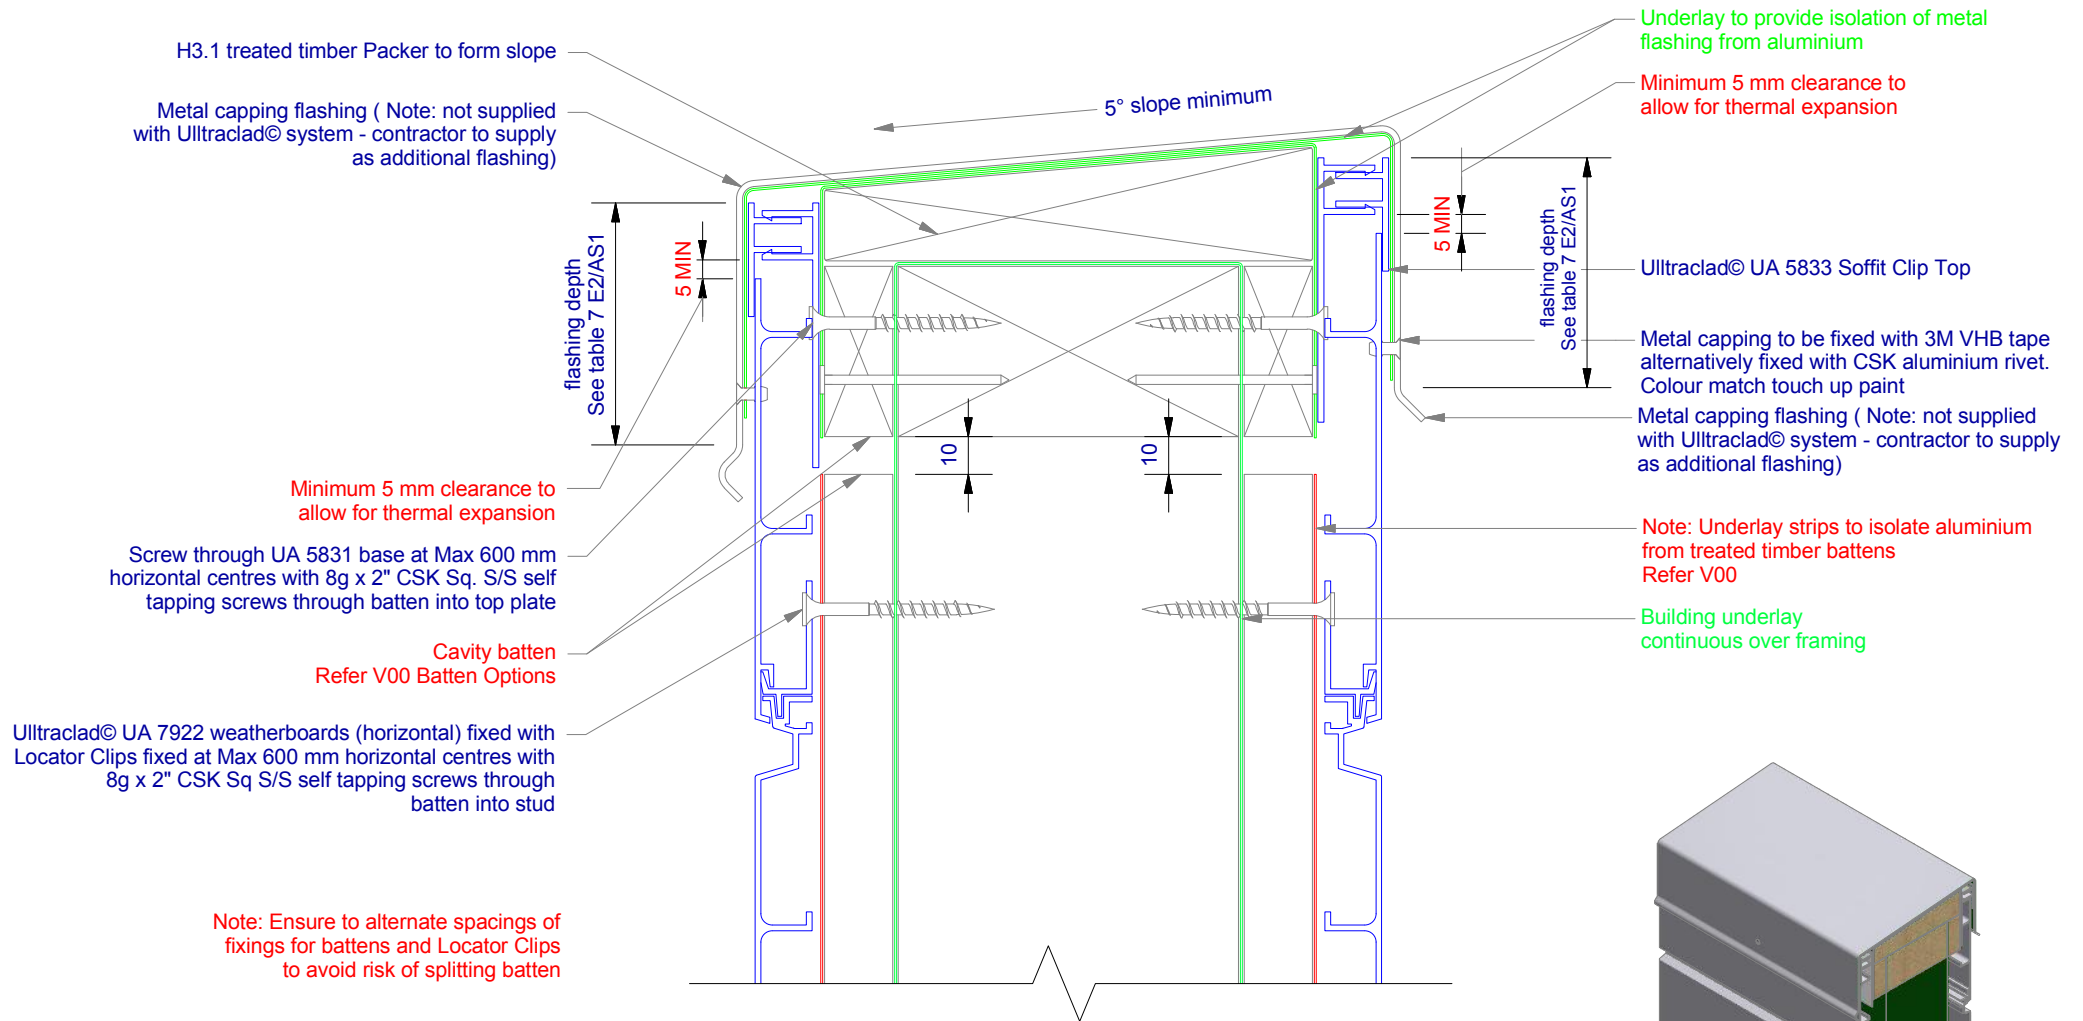 H3.1 treated timber Packer to form slope
Metal capping flashing ( Note: not supplied
with Ulltraclad© system - contractor to supply
as additional flashing)
flashing depth
See table 7 E2/AS1
5 MIN
Minimum 5 mm clearance to
allow for thermal expansion
Screw through UA 5831 base at Max 600 mm
horizontal centres with 8g x 2" CSK Sq. S/S self
tapping screws through batten into top plate
Cavity batten
Refer V00 Batten Options
Ulltraclad© UA 7922 weatherboards (horizontal) fixed with
Locator Clips fixed at Max 600 mm horizontal centres with
8g x 2" CSK Sq S/S self tapping screws through
batten into stud
Note: Ensure to alternate spacings of
fixings for battens and Locator Clips
to avoid risk of splitting batten
5° slope minimum
10
10
Underlay to provide isolation of metal
flashing from aluminium
Minimum 5 mm clearance to
allow for thermal expansion
5 MIN
flashing depth
See table 7 E2/AS1
Ulltraclad© UA 5833 Soffit Clip Top
Metal capping to be fixed with 3M VHB tape
alternatively fixed with CSK aluminium rivet.
Colour match touch up paint
Metal capping flashing ( Note: not supplied
with Ulltraclad© system - contractor to supply
as additional flashing)
Note: Underlay strips to isolate aluminium
from treated timber battens
Refer V00
Building underlay
continuous over framing